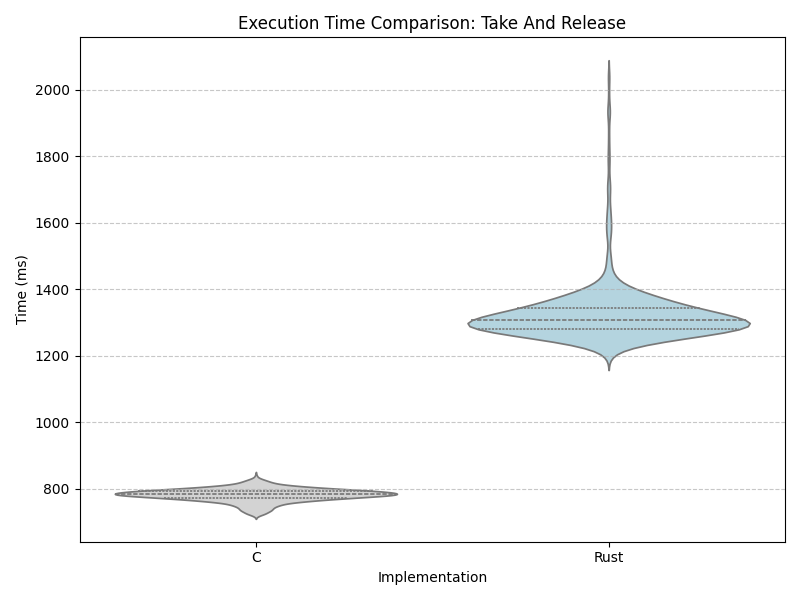 Execution Time Comparison: Take And Release
2000
1800
1600
1400
1200
1000
800
Time (ms)
C Rust
Implementation